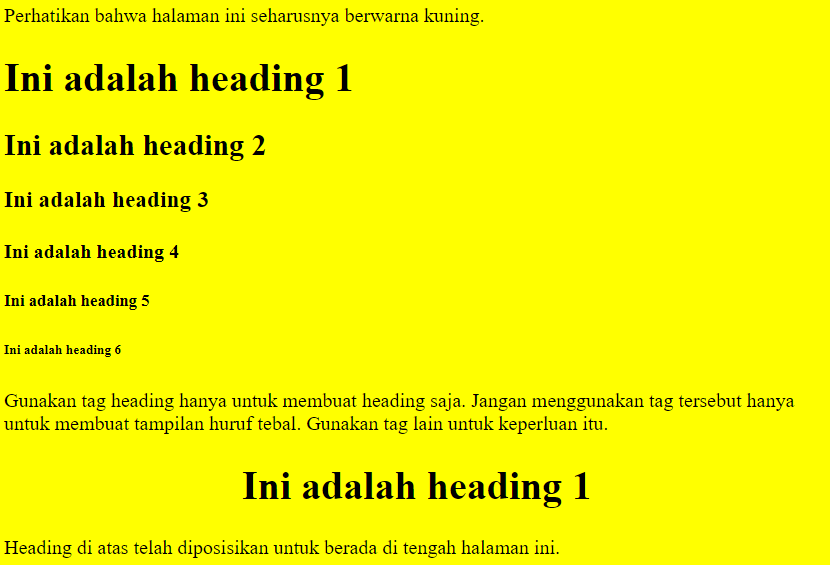 Perhatikan bahwa halaman ini seharusnya berwarna kuning.
Ini adalah heading 1
Ini adalah heading 2
Ini adalah heading 3
Ini adalah heading 4
Ini adalah heading 5
Ini adalah heading 6
Gunakan tag heading hanya untuk membuat heading saja. Jangan menggunakan tag tersebut hanya
untuk membuat tampilan huruf tebal. Gunakan tag lain untuk keperluan itu.
Ini adalah heading 1
Heading di atas telah diposisikan untuk berada di tengah halaman ini.